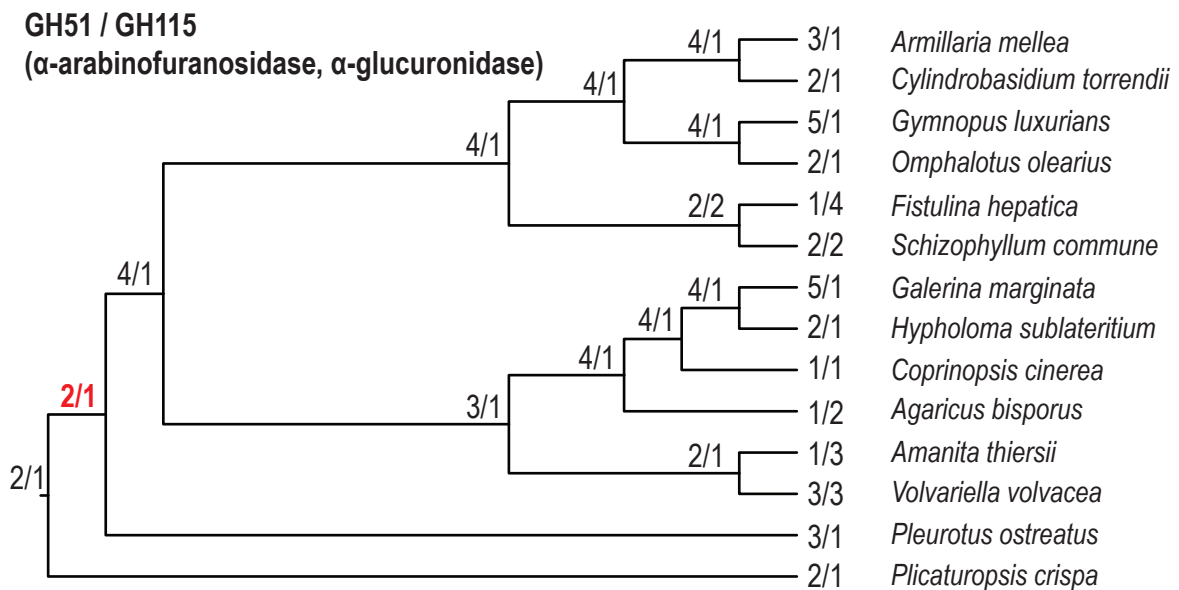 GH51 / GH115
(α-arabinofuranosidase, α-glucuronidase)
4/1 3/1 Armillaria mellea
2/1 Cylindrobasidium torrendii
4/1
4/1 5/1 Gymnopus luxurians
2/1 Omphalotus olearius
4/1
2/2 1/4 Fistulina hepatica
2/2 Schizophyllum commune
4/1
4/1 5/1 Galerina marginata
2/1 Hypholoma sublateritium
4/1
4/1 1/1 Coprinopsis cinerea
2/1 3/1 1/2 Agaricus bisporus
2/1 1/3 Amanita thiersii
2/1 3/3 Volvariella volvacea
3/1 Pleurotus ostreatus
2/1 Plicaturopsis crispa